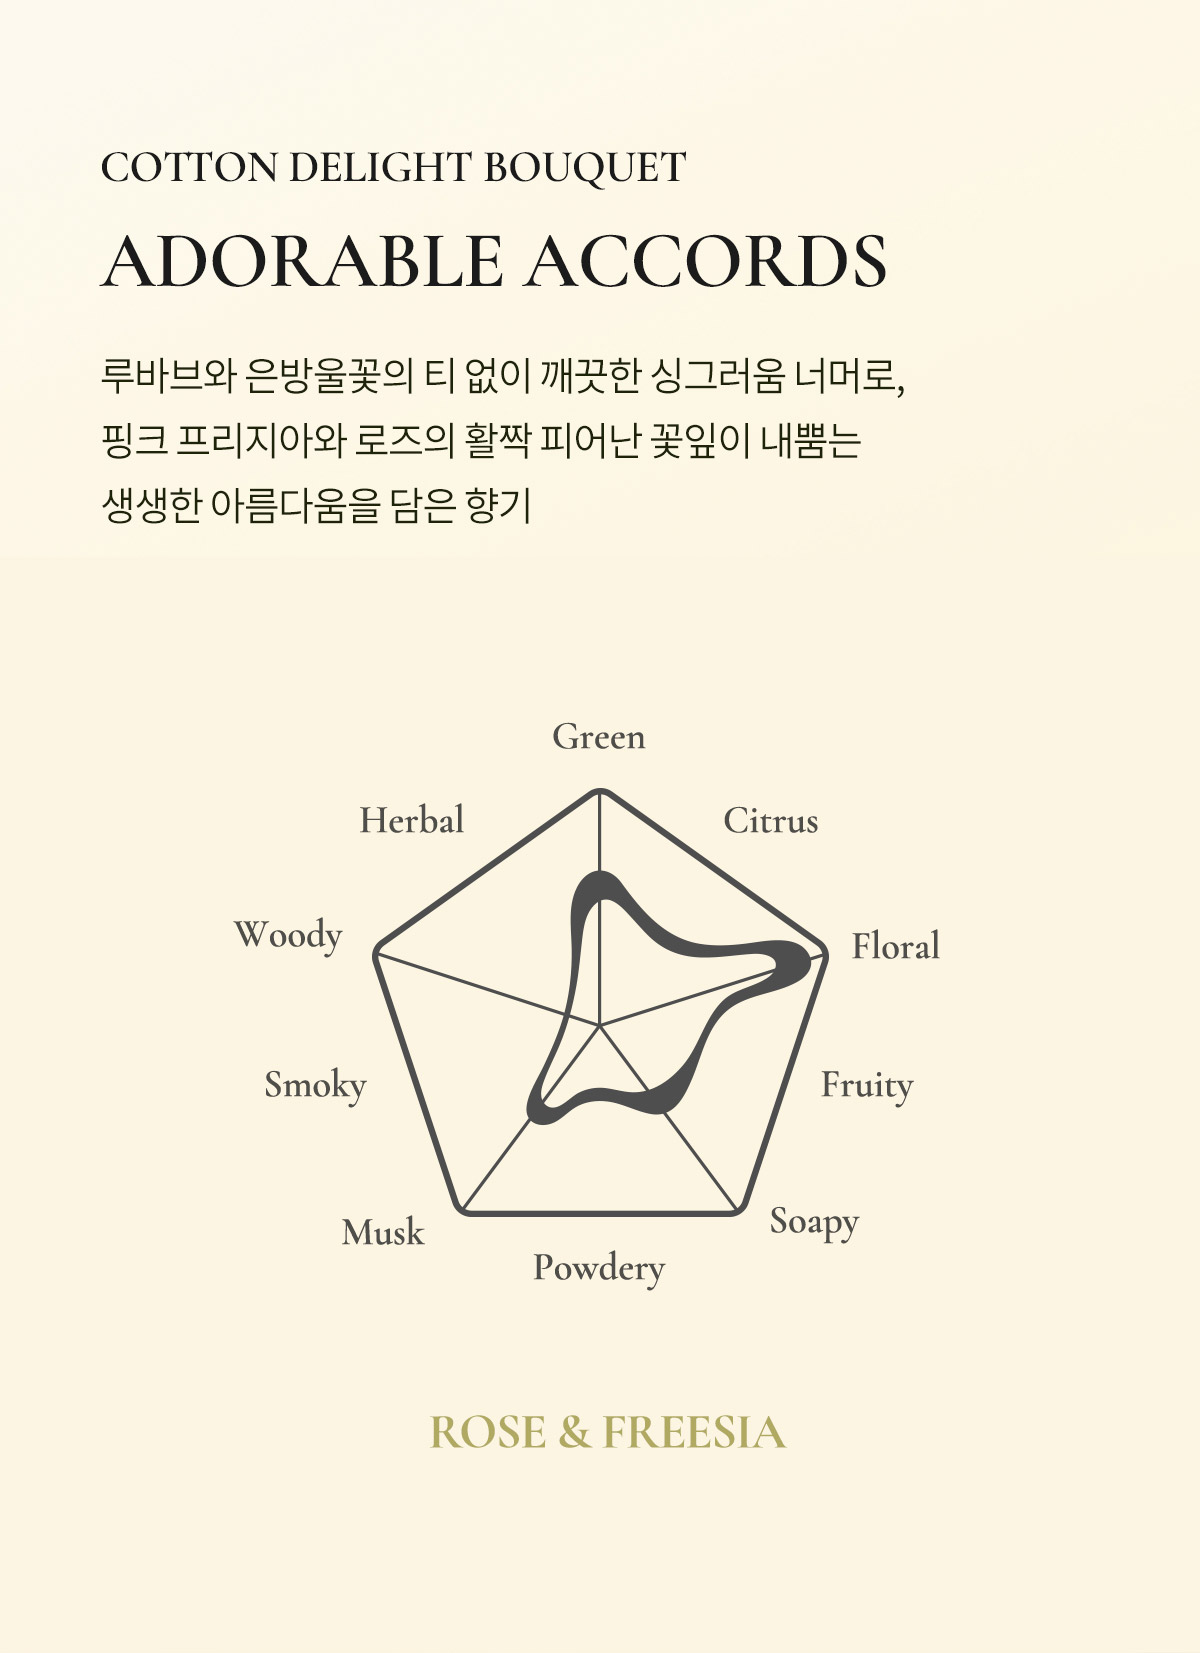 COTTON DELIGHT BOUQUET
ADORABLE ACCORDS
루바브와 은방울꽃의 티 없이 깨끗한 싱그러움 너머로,
핑크 프리지아와 로즈의 활짝 피어난 꽃잎이 내뿜는
생생한 아름다움을 담은 향기
Green
Herbal
Citrus
Woody
Floral
Smoky
Fruity
Musk
Soapy
Powdery
ROSE & FREESIA